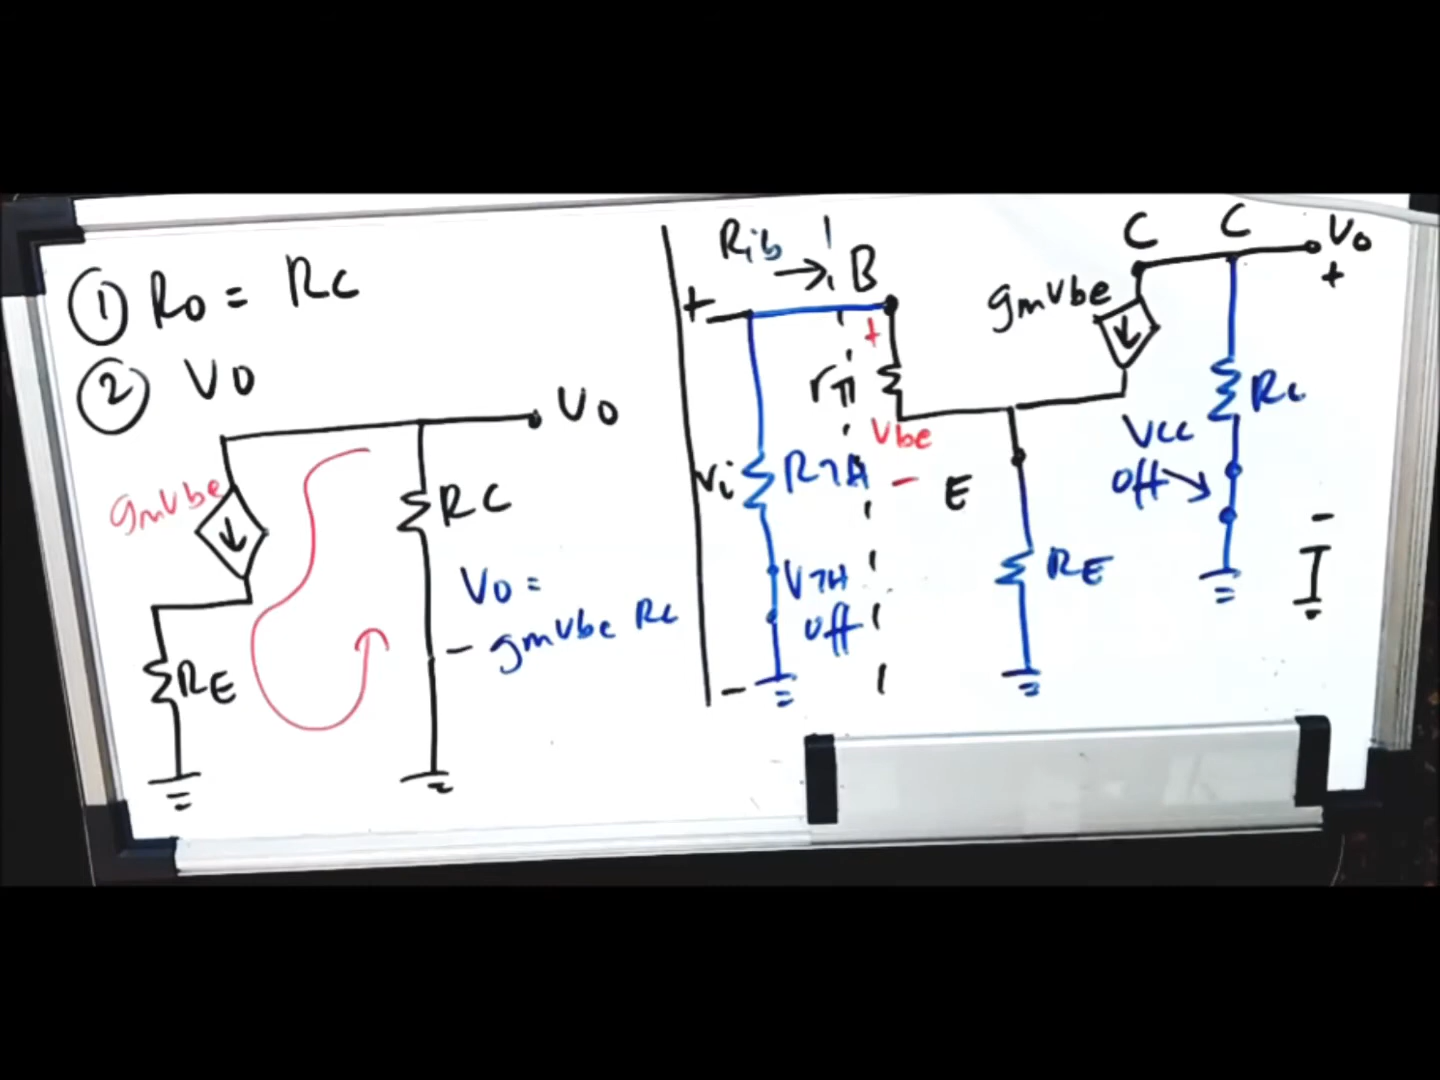 ① Ro = RC
② Vo
Vo
gmvbe
RC
Vo =
- gmvbe Rc
RE
Rib
B
C
C
Vo
+
+
gmvbe
+
rπ
Rc
Vbe
Vcc
off
Vi
RTH
-
E
-
VTH
RE
off
-